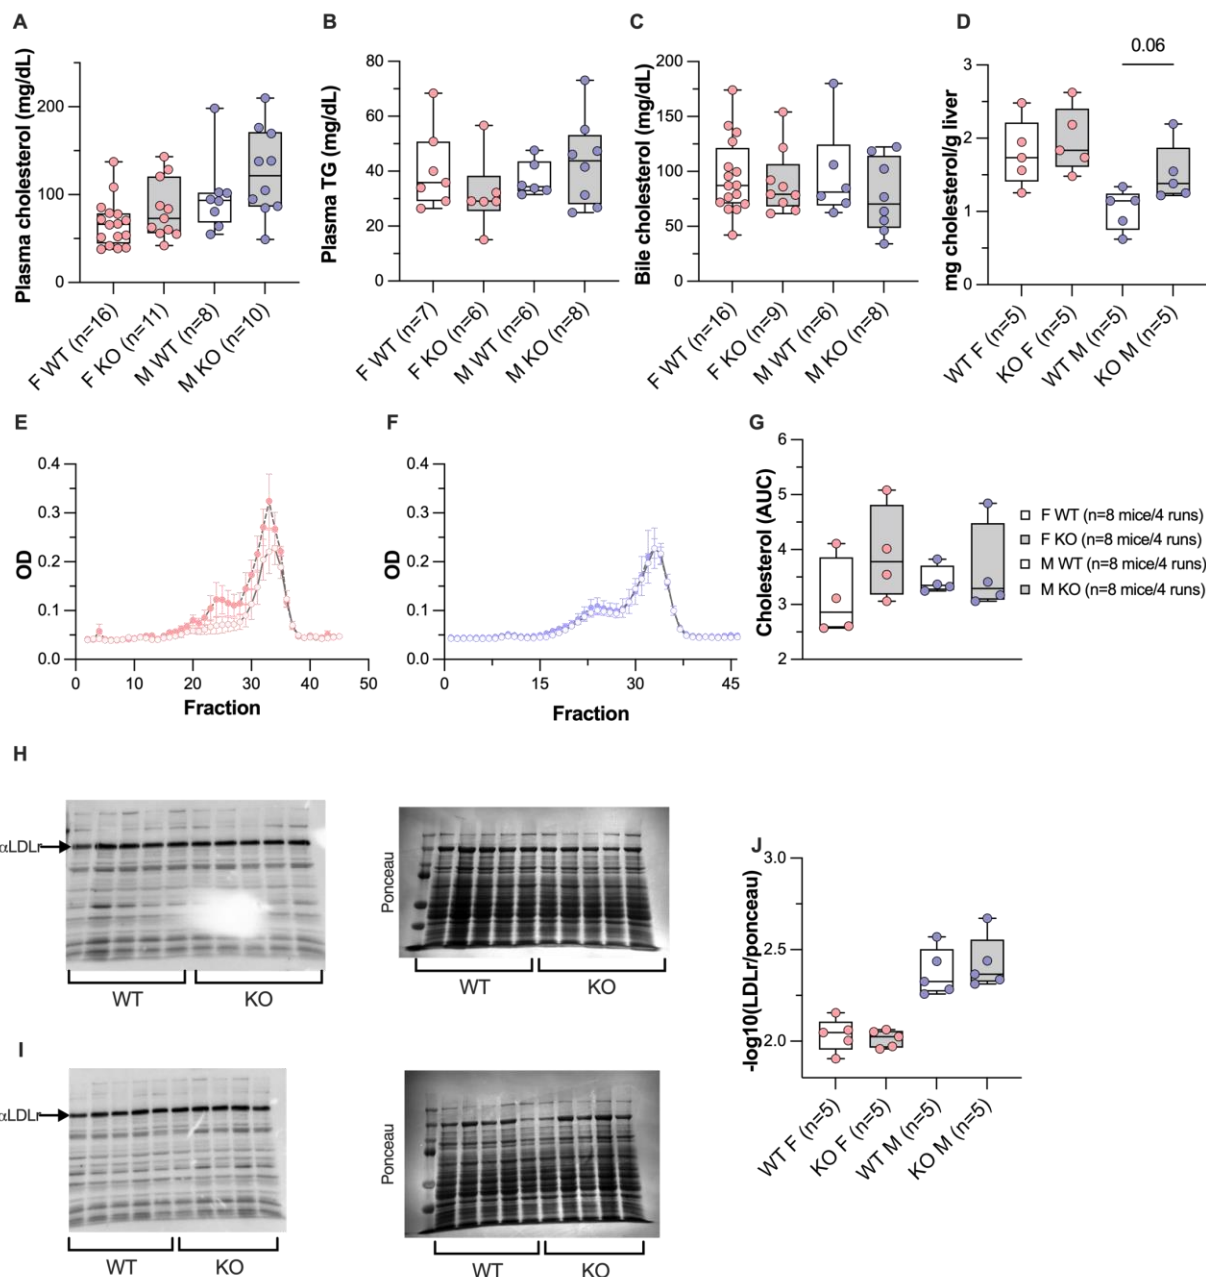 A
Plasma cholesterol (mg/dL)
200
100
0
F WT (n=16)
F KO (n=11)
M WT (n=8)
M KO (n=10)
B
Plasma TG (mg/dL)
80
60
40
20
0
F WT (n=7)
F KO (n=6)
M WT (n=6)
M KO (n=8)
C
Bile cholesterol (mg/dL)
200
150
100
50
0
F WT (n=16)
F KO (n=9)
M WT (n=6)
M KO (n=8)
D
0.06
mg cholesterol/g liver
3
2
1
0
WT F (n=5)
KO F (n=5)
WT M (n=5)
KO M (n=5)
E
OD
0.4
0.3
0.2
0.1
0.0
0
10
20
30
40
50
Fraction
F
OD
0.4
0.3
0.2
0.1
0.0
0
15
30
45
Fraction
G
Cholesterol (AUC)
6
5
4
3
2
F WT (n=8 mice/4 runs)
F KO (n=8 mice/4 runs)
M WT (n=8 mice/4 runs)
M KO (n=8 mice/4 runs)
H
αLDLr
WT
KO
Ponceau
WT
KO
I
αLDLr
WT
KO
Ponceau
WT
KO
J
-log10(LDLr/ponceau)
3.0
2.5
2.0
WT F (n=5)
KO F (n=5)
WT M (n=5)
KO M (n=5)